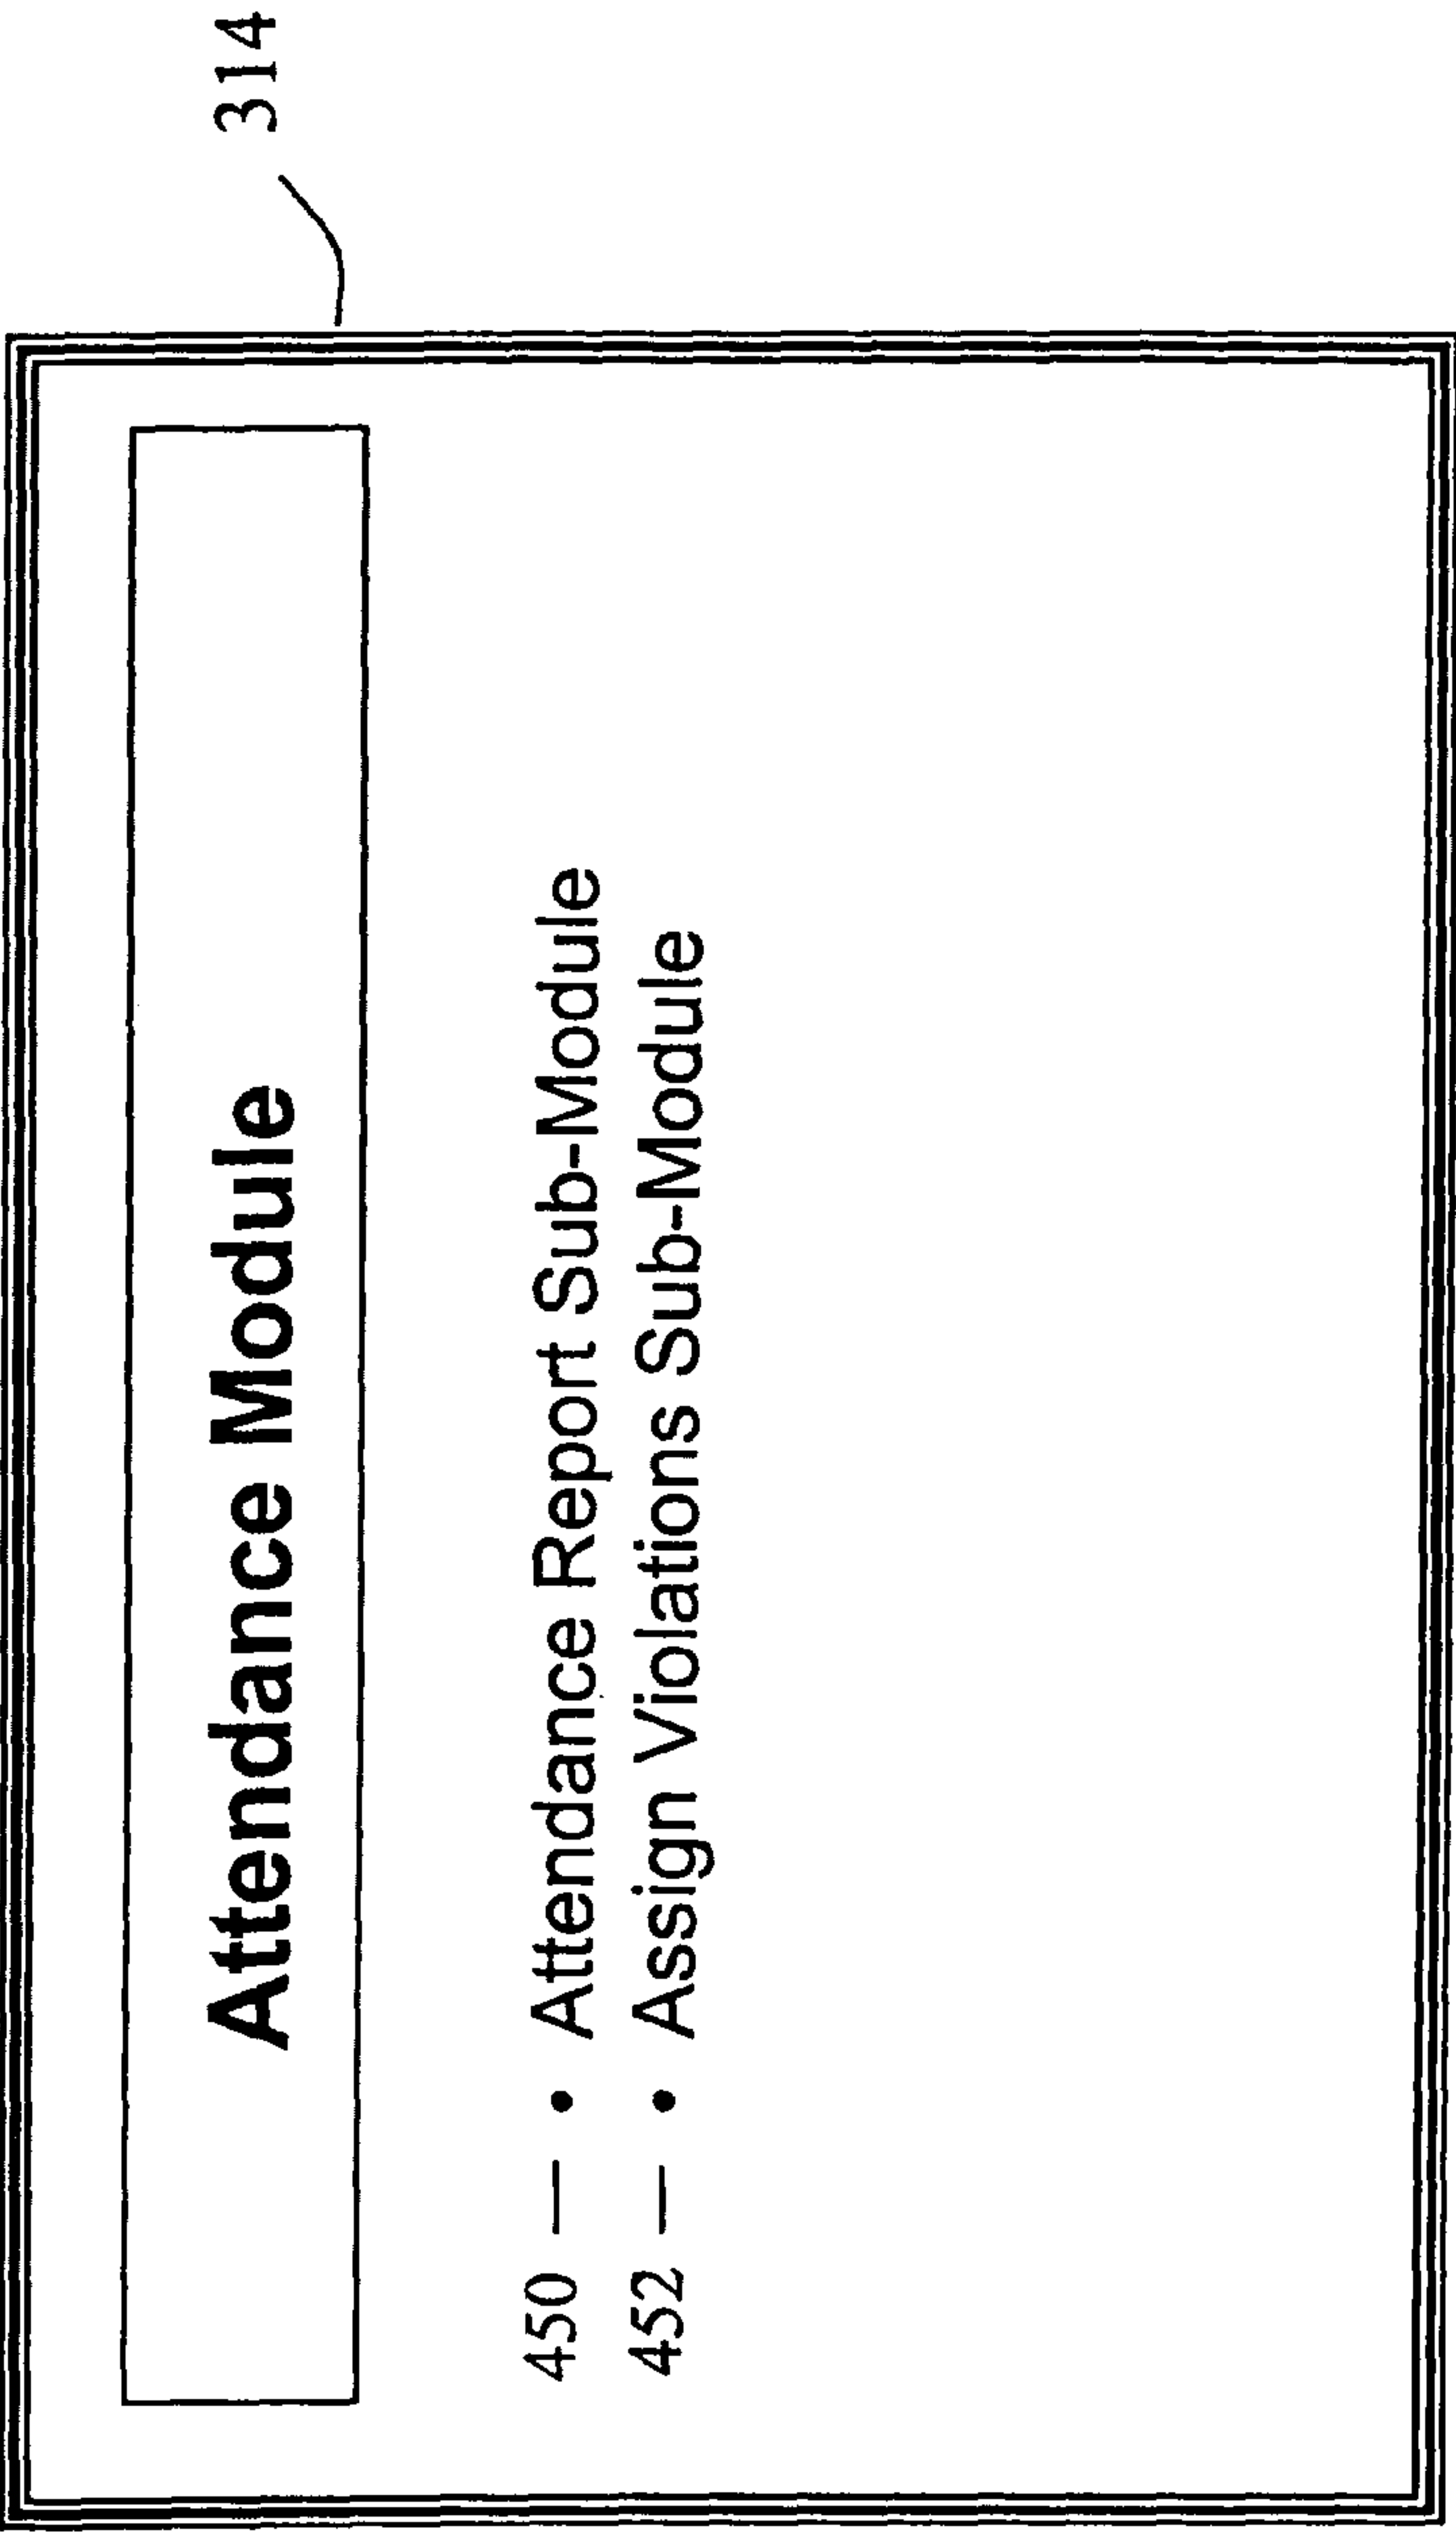 314
Attendance Module
450 — • Attendance Report Sub-Module
452 — • Assign Violations Sub-Module